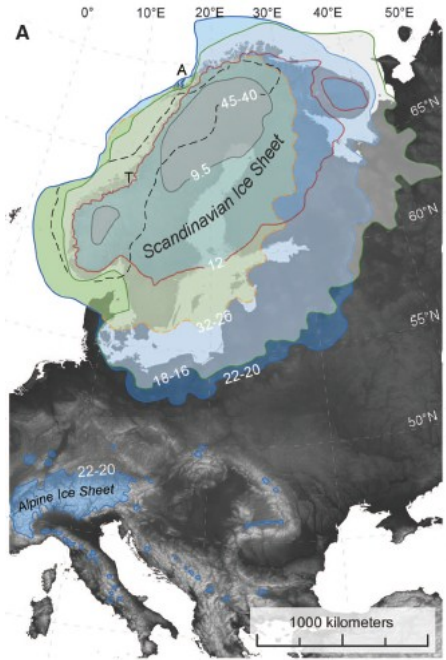 0°E 10°E 20°E 30°E 40°E 50°E
A
A
45-40
65°N
T
9.5
Scandinavian Ice Sheet
60°N
12
32-26
55°N
18-16
22-20
50°N
22-20
Alpine Ice Sheet
1000 kilometers